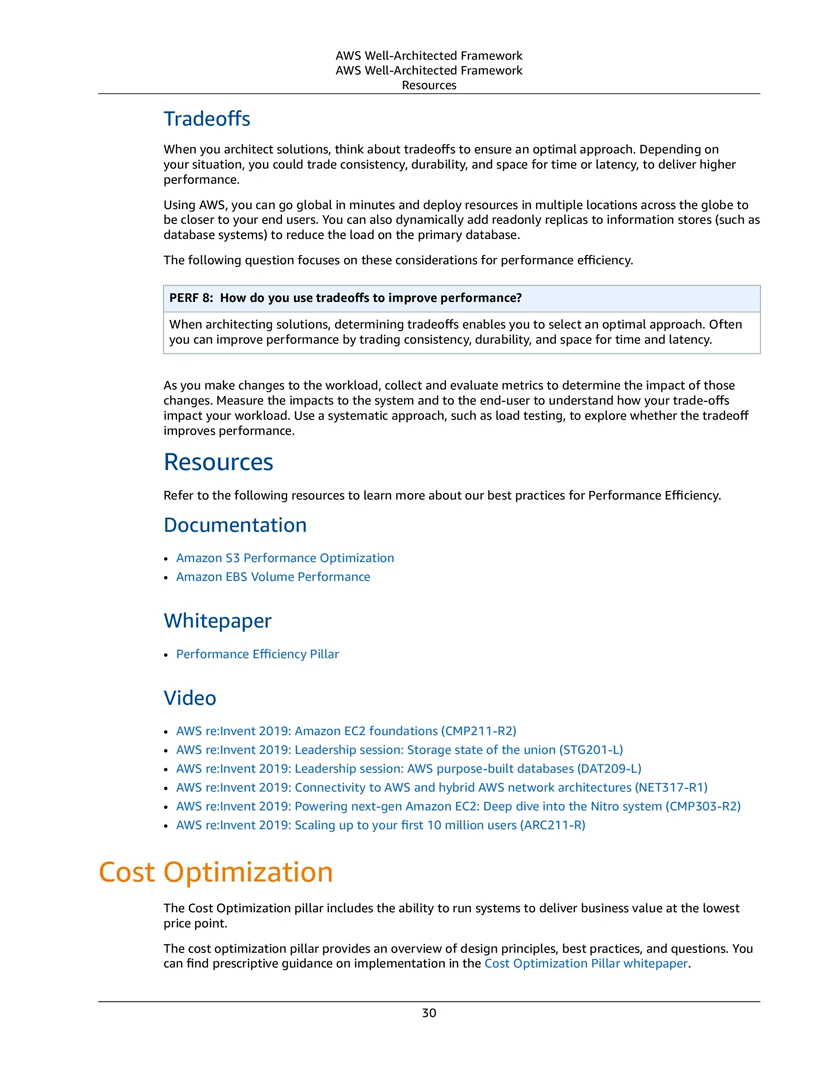 AWS Well-Architected Framework
AWS Well-Architected Framework
Resources
Tradeoffs
When you architect solutions, think about tradeoffs to ensure an optimal approach. Depending on
your situation, you could trade consistency, durability, and space for time or latency, to deliver higher
performance.
Using AWS, you can go global in minutes and deploy resources in multiple locations across the globe to
be closer to your end users. You can also dynamically add readonly replicas to information stores (such as
database systems) to reduce the load on the primary database.
The following question focuses on these considerations for performance efficiency.
PERF 8:  How do you use tradeoffs to improve performance?
When architecting solutions, determining tradeoffs enables you to select an optimal approach. Often
you can improve performance by trading consistency, durability, and space for time and latency.
As you make changes to the workload, collect and evaluate metrics to determine the impact of those
changes. Measure the impacts to the system and to the end-user to understand how your trade-offs
impact your workload. Use a systematic approach, such as load testing, to explore whether the tradeoff
improves performance.
Resources
Refer to the following resources to learn more about our best practices for Performance Efficiency.
Documentation
• Amazon S3 Performance Optimization
• Amazon EBS Volume Performance
Whitepaper
• Performance Efficiency Pillar
Video
• AWS re:Invent 2019: Amazon EC2 foundations (CMP211-R2)
• AWS re:Invent 2019: Leadership session: Storage state of the union (STG201-L)
• AWS re:Invent 2019: Leadership session: AWS purpose-built databases (DAT209-L)
• AWS re:Invent 2019: Connectivity to AWS and hybrid AWS network architectures (NET317-R1)
• AWS re:Invent 2019: Powering next-gen Amazon EC2: Deep dive into the Nitro system (CMP303-R2)
• AWS re:Invent 2019: Scaling up to your first 10 million users (ARC211-R)
Cost Optimization
The Cost Optimization pillar includes the ability to run systems to deliver business value at the lowest
price point.
The cost optimization pillar provides an overview of design principles, best practices, and questions. You
can find prescriptive guidance on implementation in the Cost Optimization Pillar whitepaper.
30